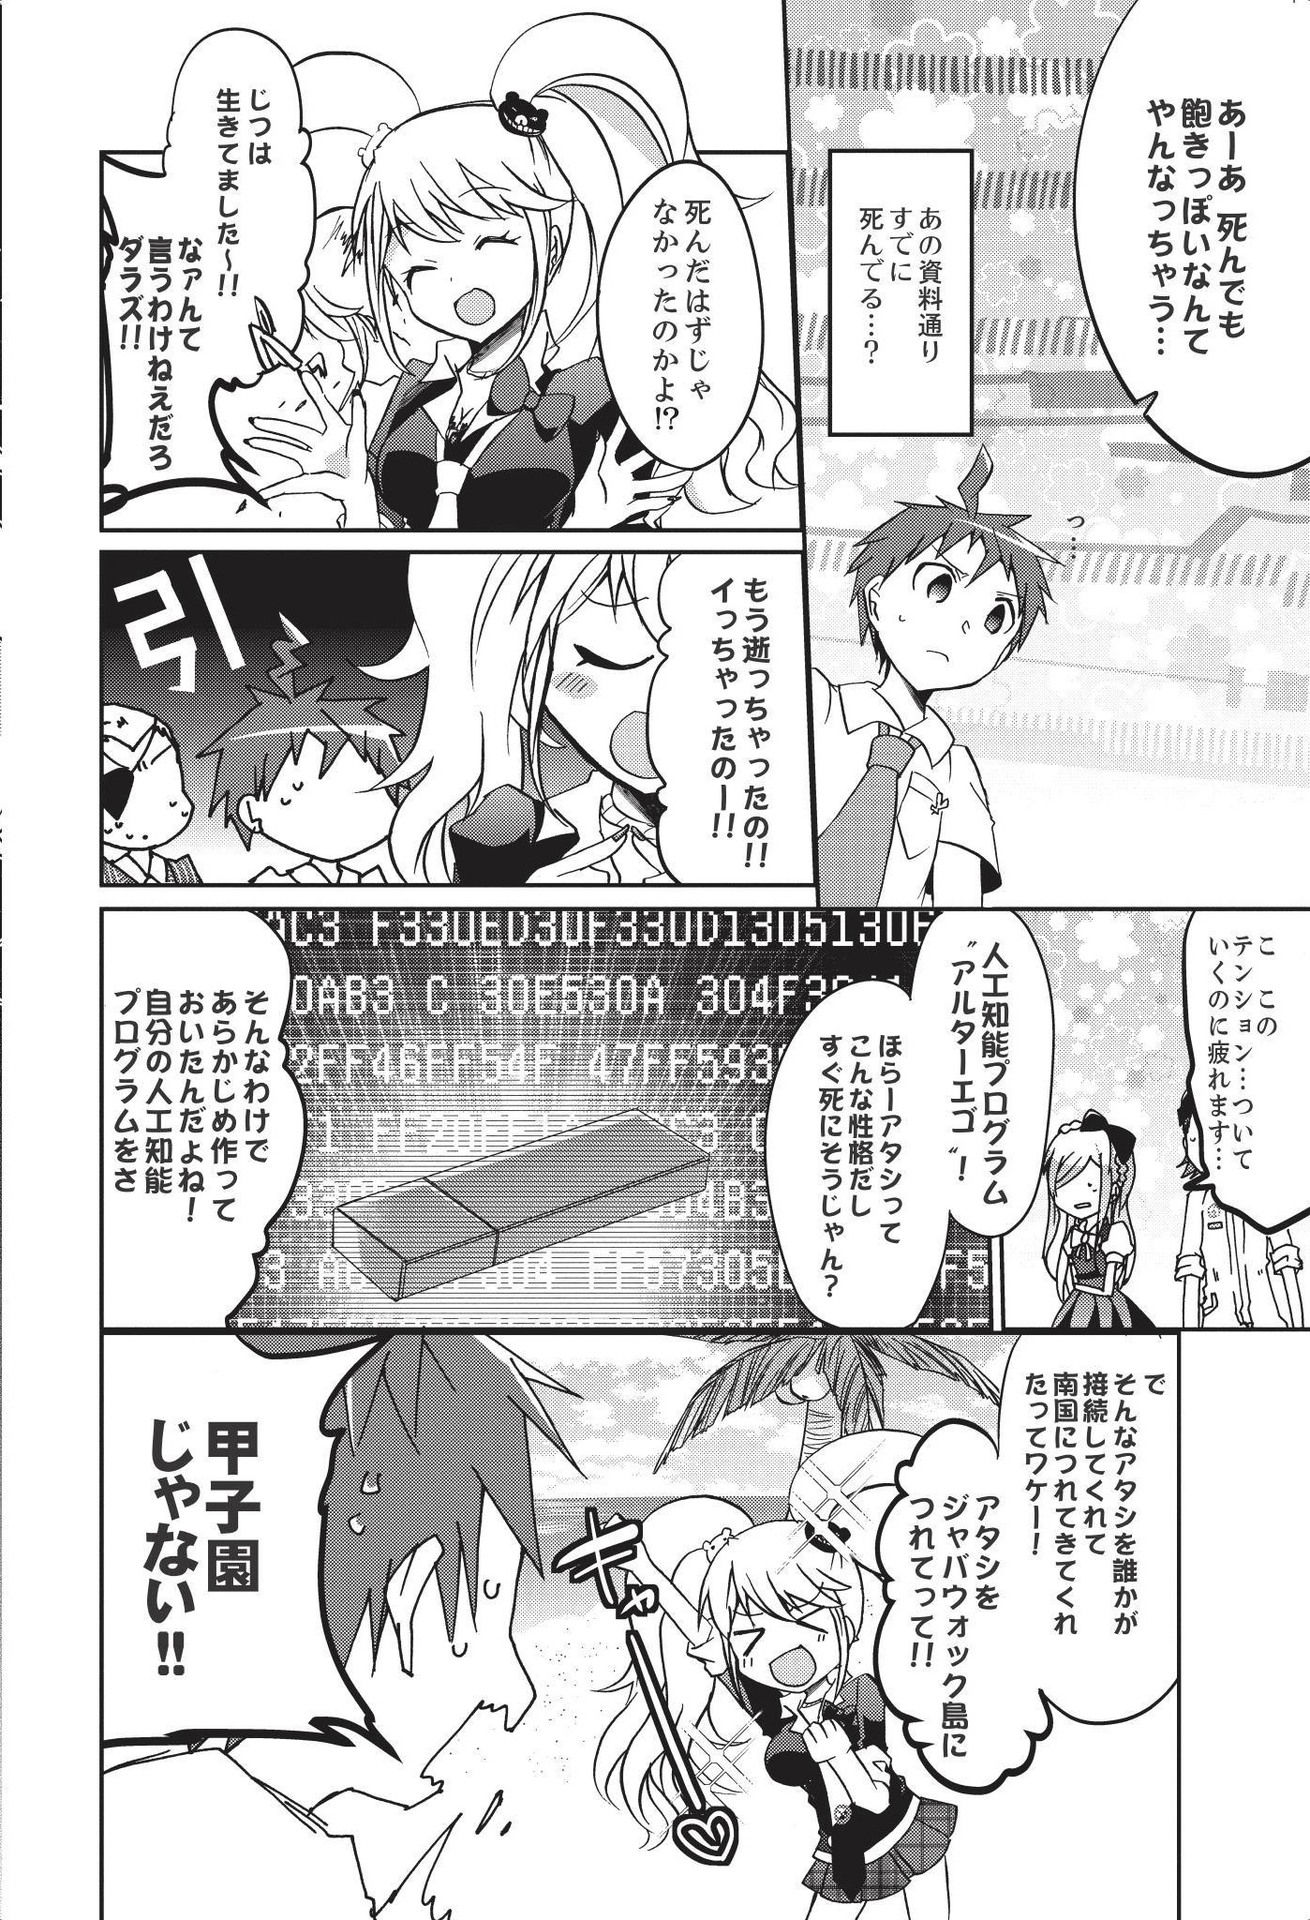 あーあ 死んでも
飽きっぽいなんて
やんなっちゃう…
あの資料通り
すでに
死んでる…?
っ…
死んだはずじゃ
なかったのかよ!?
じつは
生きてました〜!!
なァんて
言うわけねえだろ
ダラズ!!
もう逝っちゃったの!!
イっちゃったのー!!
引
こ この
テンション…ついて
いくのに疲れます…
人工知能プログラム
〝アルターエゴ〟!
ほらーアタシって
こんな性格だし
すぐ死にそうじゃん?
そんなわけで
あらかじめ作って
おいたんだよね!
自分の人工知能
プログラムをさ
AC3 F330ED30F330D1305130F
0AB3 C 30E530A 304F30
2FF46FF54F 47FF593
で
そんなアタシを誰かが
接続してくれて
南国につれてきてくれ
たってワケー!
アタシを
ジャバウォック島に
つれてって!!
キャー
甲子園
じゃない!!